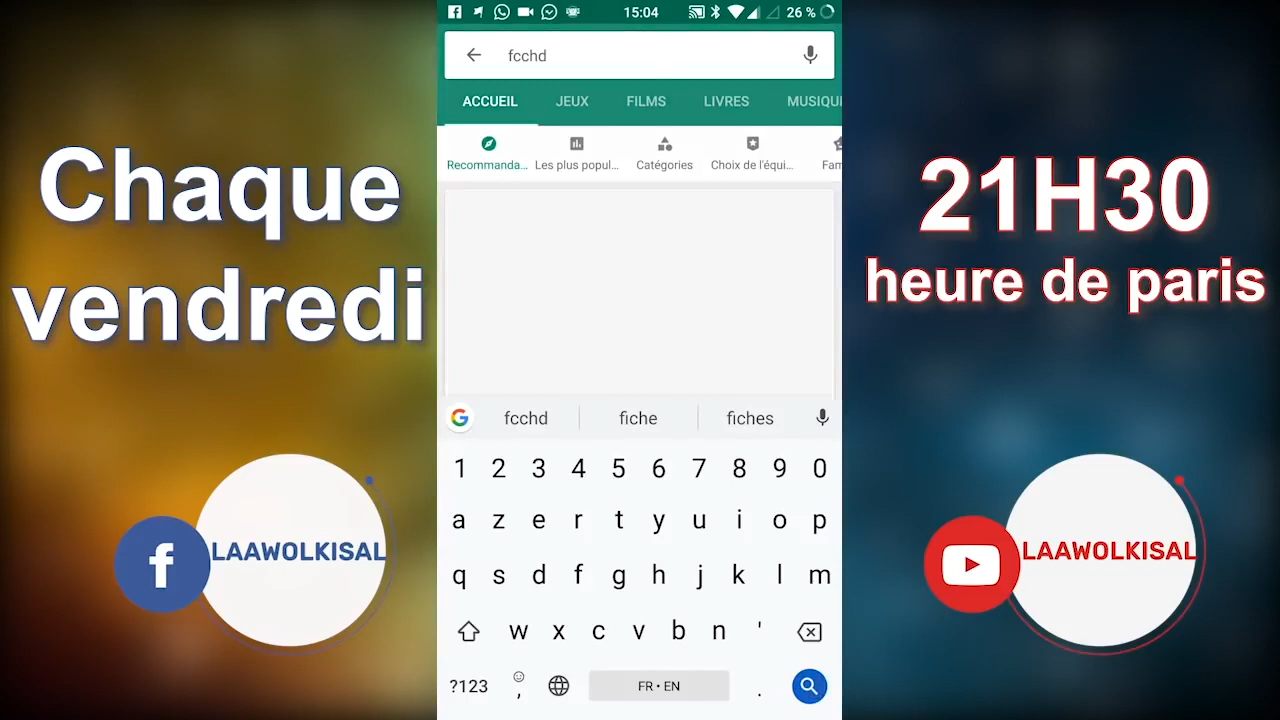 Chaque
vendredi
f
LAAWOLKISAL
15:04
26 %
fcchd
ACCUEIL JEUX FILMS LIVRES MUSIQU
Recommanda... Les plus popul... Catégories Choix de l'équi... Fam
G fcchd fiche fiches
1 2 3 4 5 6 7 8 9 0
a z e r t y u i o p
q s d f g h j k l m
w x c v b n '
?123 , FR • EN .
21H30
heure de paris
LAAWOLKISAL